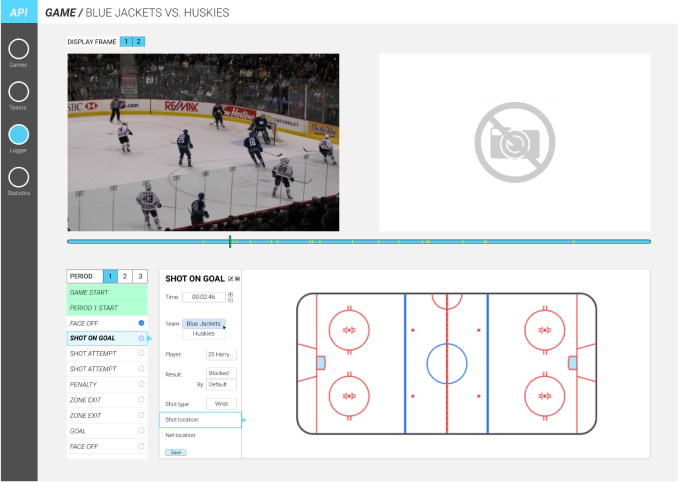 API GAME / BLUE JACKETS VS. HUSKIES
DISPLAY FRAME 1 2
Games
Teams
Logger
Statistics
SBC
.com
RE/MAX
CHEVROLET
43
PERIOD 1 2 3
GAME START
PERIOD 1 START
FACE OFF
SHOT ON GOAL
SHOT ATTEMPT
SHOT ATTEMPT
PENALTY
ZONE EXIT
ZONE EXIT
GOAL
FACE OFF
SHOT ON GOAL
Time: 00:02:46
Team: Blue Jackets
Huskies
Player: 25 Harry...
Result: Blocked
By: Default
Shot type: Wrist
Shot location:
Net location:
Save